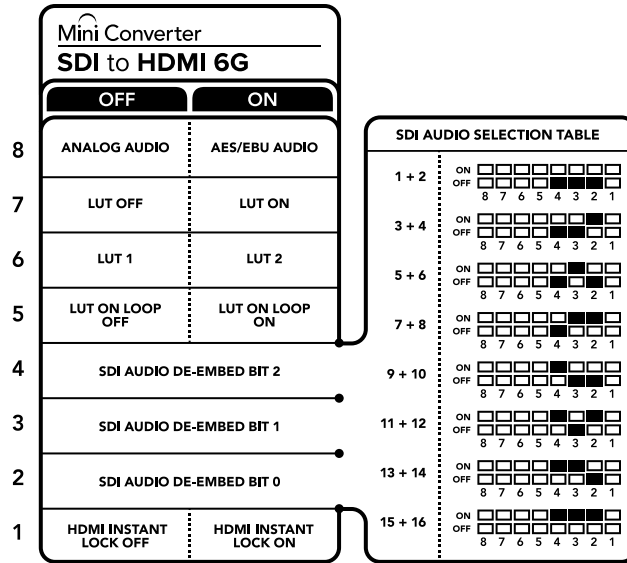 Mini Converter
SDI to HDMI 6G
OFF ON
8 ANALOG AUDIO AES/EBU AUDIO
7 LUT OFF LUT ON
6 LUT 1 LUT 2
5 LUT ON LOOP OFF LUT ON LOOP ON
4 SDI AUDIO DE-EMBED BIT 2
3 SDI AUDIO DE-EMBED BIT 1
2 SDI AUDIO DE-EMBED BIT 0
1 HDMI INSTANT LOCK OFF HDMI INSTANT LOCK ON
SDI AUDIO SELECTION TABLE
1 + 2 ON
OFF
8 7 6 5 4 3 2 1
3 + 4 ON
OFF
8 7 6 5 4 3 2 1
5 + 6 ON
OFF
8 7 6 5 4 3 2 1
7 + 8 ON
OFF
8 7 6 5 4 3 2 1
9 + 10 ON
OFF
8 7 6 5 4 3 2 1
11 + 12 ON
OFF
8 7 6 5 4 3 2 1
13 + 14 ON
OFF
8 7 6 5 4 3 2 1
15 + 16 ON
OFF
8 7 6 5 4 3 2 1